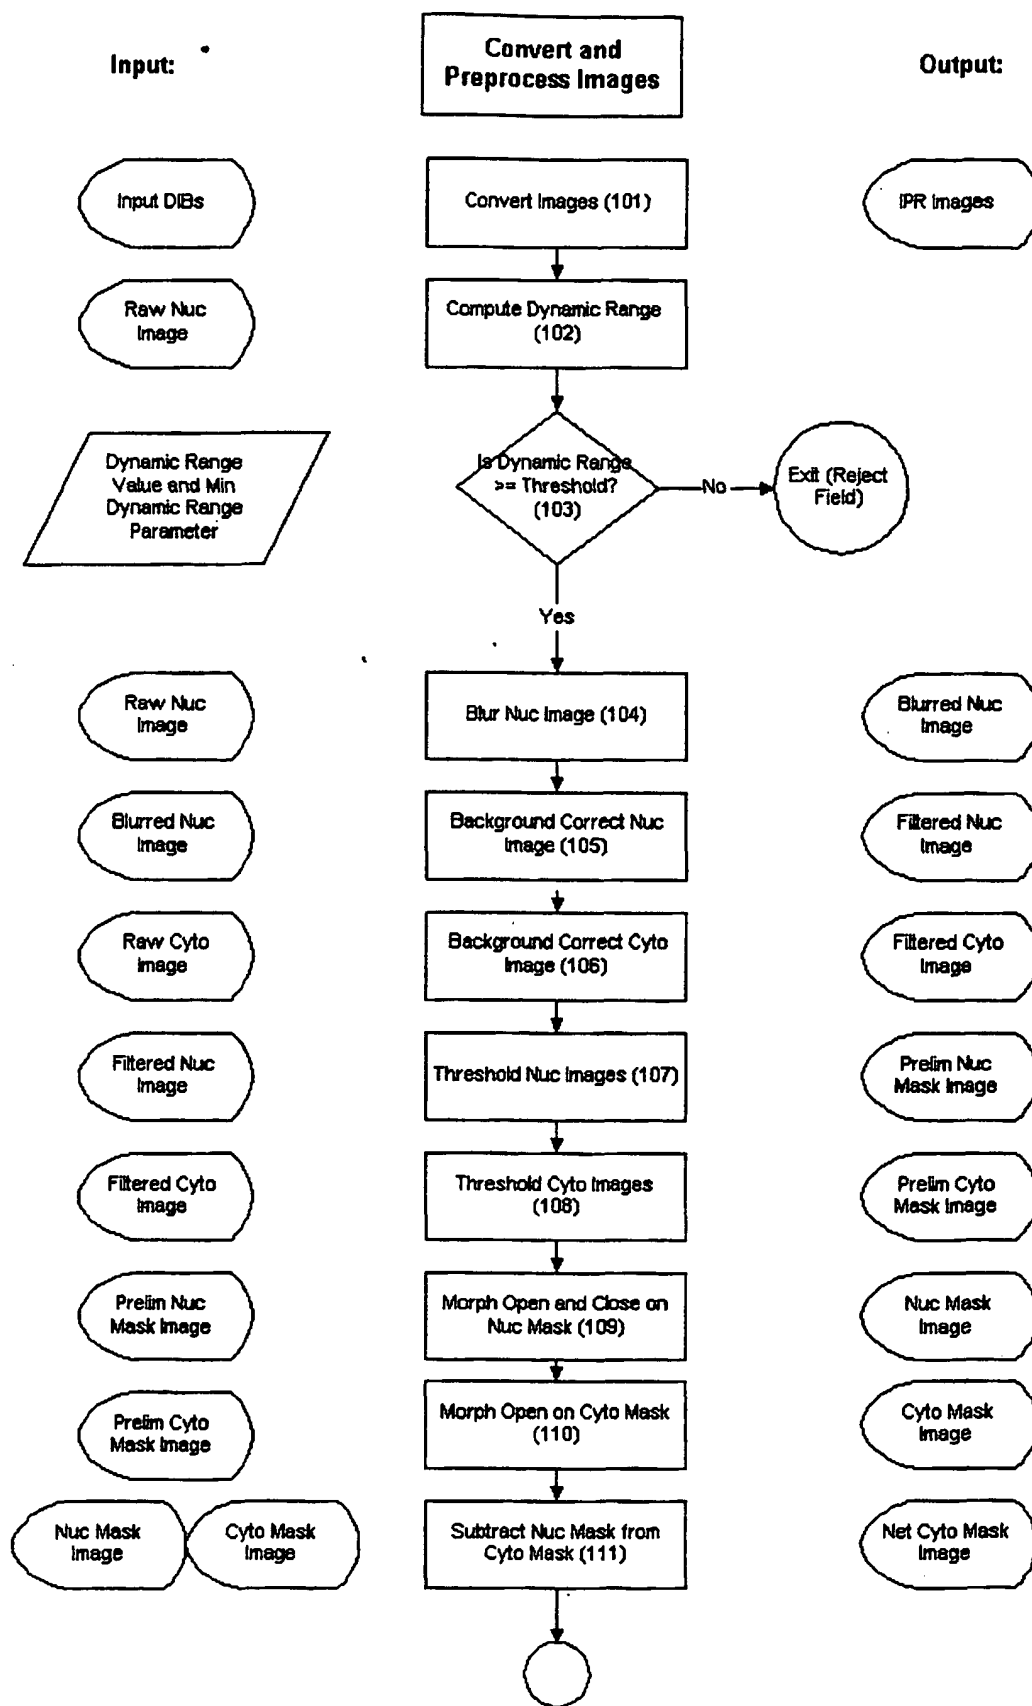 Input:
Convert and
Preprocess Images
Output:
Input DIBs
Convert Images (101)
IPR Images
Raw Nuc
Image
Compute Dynamic Range
(102)
Dynamic Range
Value and Min
Dynamic Range
Parameter
Is Dynamic Range
>= Threshold?
(103)
No
Exit (Reject
Field)
Yes
Raw Nuc
Image
Blur Nuc Image (104)
Blurred Nuc
Image
Blurred Nuc
Image
Background Correct Nuc
Image (105)
Filtered Nuc
Image
Raw Cyto
Image
Background Correct Cyto
Image (106)
Filtered Cyto
Image
Filtered Nuc
Image
Threshold Nuc Images (107)
Prelim Nuc
Mask Image
Filtered Cyto
Image
Threshold Cyto Images
(108)
Prelim Cyto
Mask Image
Prelim Nuc
Mask Image
Morph Open and Close on
Nuc Mask (109)
Nuc Mask
Image
Prelim Cyto
Mask Image
Morph Open on Cyto Mask
(110)
Cyto Mask
Image
Nuc Mask
Image
Cyto Mask
Image
Subtract Nuc Mask from
Cyto Mask (111)
Net Cyto Mask
Image